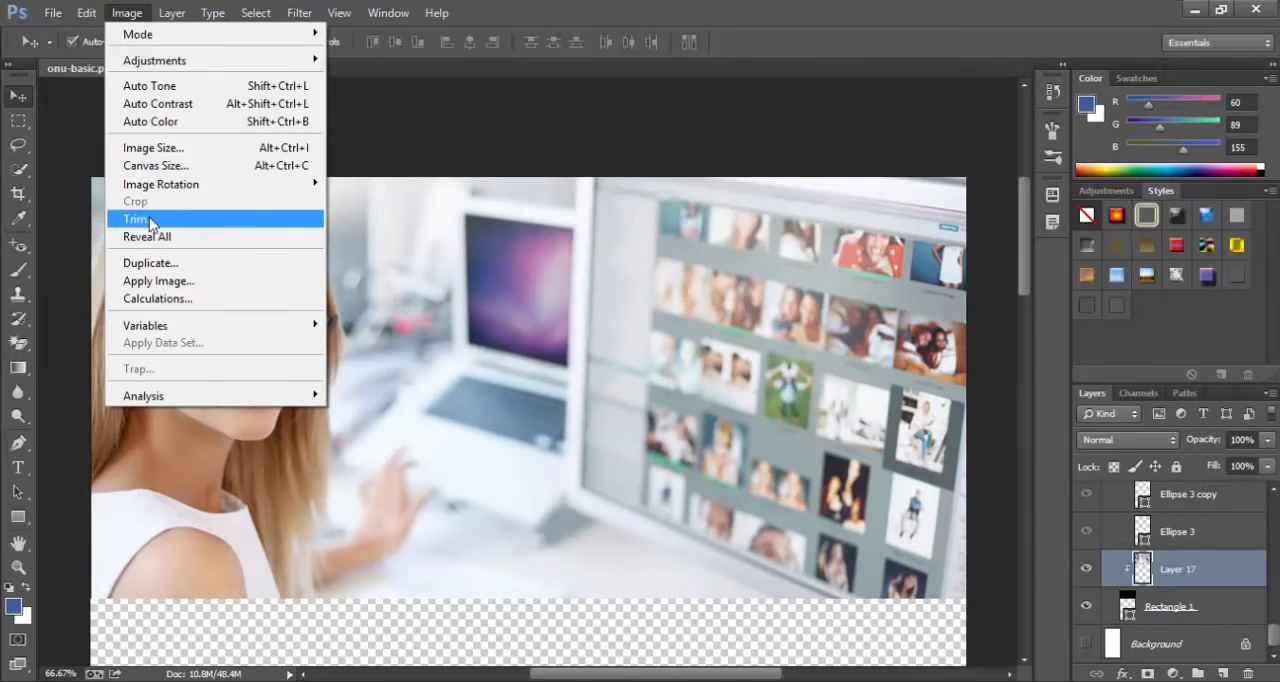 Ps File Edit Image Layer Type Select Filter View Window Help
Auto-
Essentials
onu-basic.p
Mode
Adjustments
Auto Tone Shift+Ctrl+L
Auto Contrast Alt+Shift+Ctrl+L
Auto Color Shift+Ctrl+B
Image Size... Alt+Ctrl+I
Canvas Size... Alt+Ctrl+C
Image Rotation
Crop
Trim
Reveal All
Duplicate...
Apply Image...
Calculations...
Variables
Apply Data Set...
Trap...
Analysis
Color Swatches
R 60
G 89
B 155
Adjustments Styles
Layers Channels Paths
Kind
Normal Opacity: 100%
Lock: Fill: 100%
Ellipse 3 copy
Ellipse 3
Layer 17
Rectangle 1
Background
66.67% Doc: 10.8M/48.4M